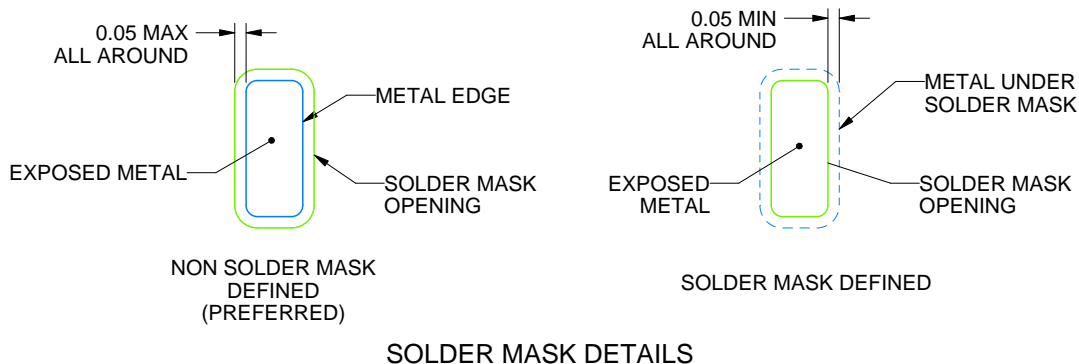 0.05 MAX
ALL AROUND
METAL EDGE
EXPOSED METAL
SOLDER MASK
OPENING
NON SOLDER MASK
DEFINED
(PREFERRED)
0.05 MIN
ALL AROUND
METAL UNDER
SOLDER MASK
EXPOSED
METAL
SOLDER MASK
OPENING
SOLDER MASK DEFINED
SOLDER MASK DETAILS